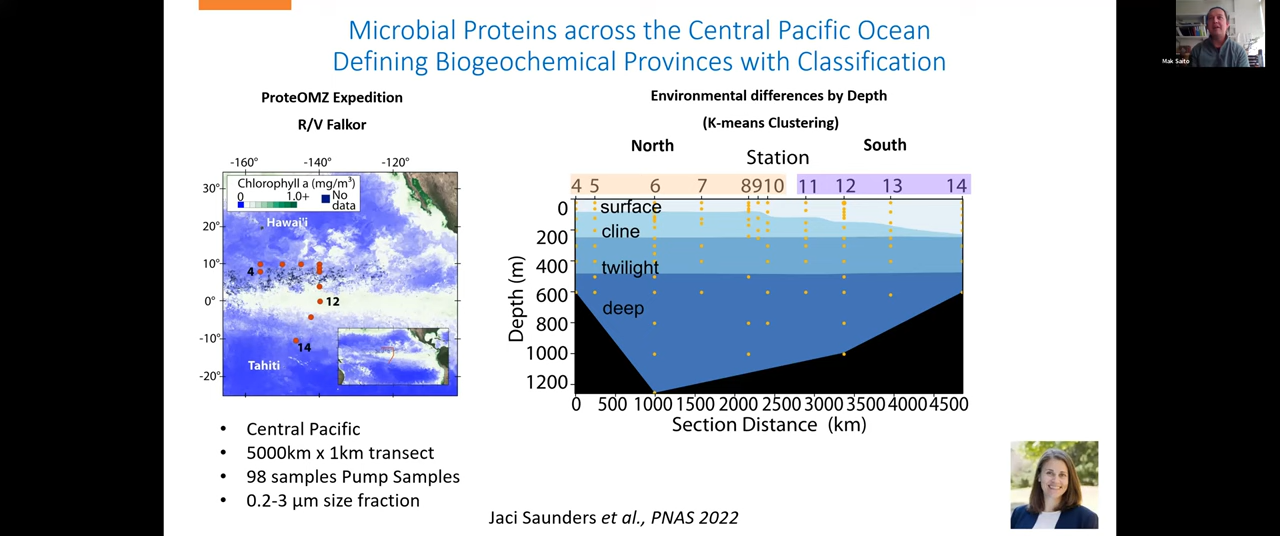 Microbial Proteins across the Central Pacific Ocean
Defining Biogeochemical Provinces with Classification
Mak Saito
ProteOMZ Expedition
R/V Falkor
-160° -140° -120°
Chlorophyll a (mg/m³)
0 1.0+ No data
30°
20°
10°
0°
-10°
-20°
Hawai'i
4
12
14
Tahiti
Environmental differences by Depth
(K-means Clustering)
North South
Station
4 5 6 7 8 9 10 11 12 13 14
Depth (m)
0
200
400
600
800
1000
1200
surface
cline
twilight
deep
0 500 1000 1500 2000 2500 3000 3500 4000 4500
Section Distance (km)
• Central Pacific
• 5000km x 1km transect
• 98 samples Pump Samples
• 0.2-3 µm size fraction
Jaci Saunders et al., PNAS 2022